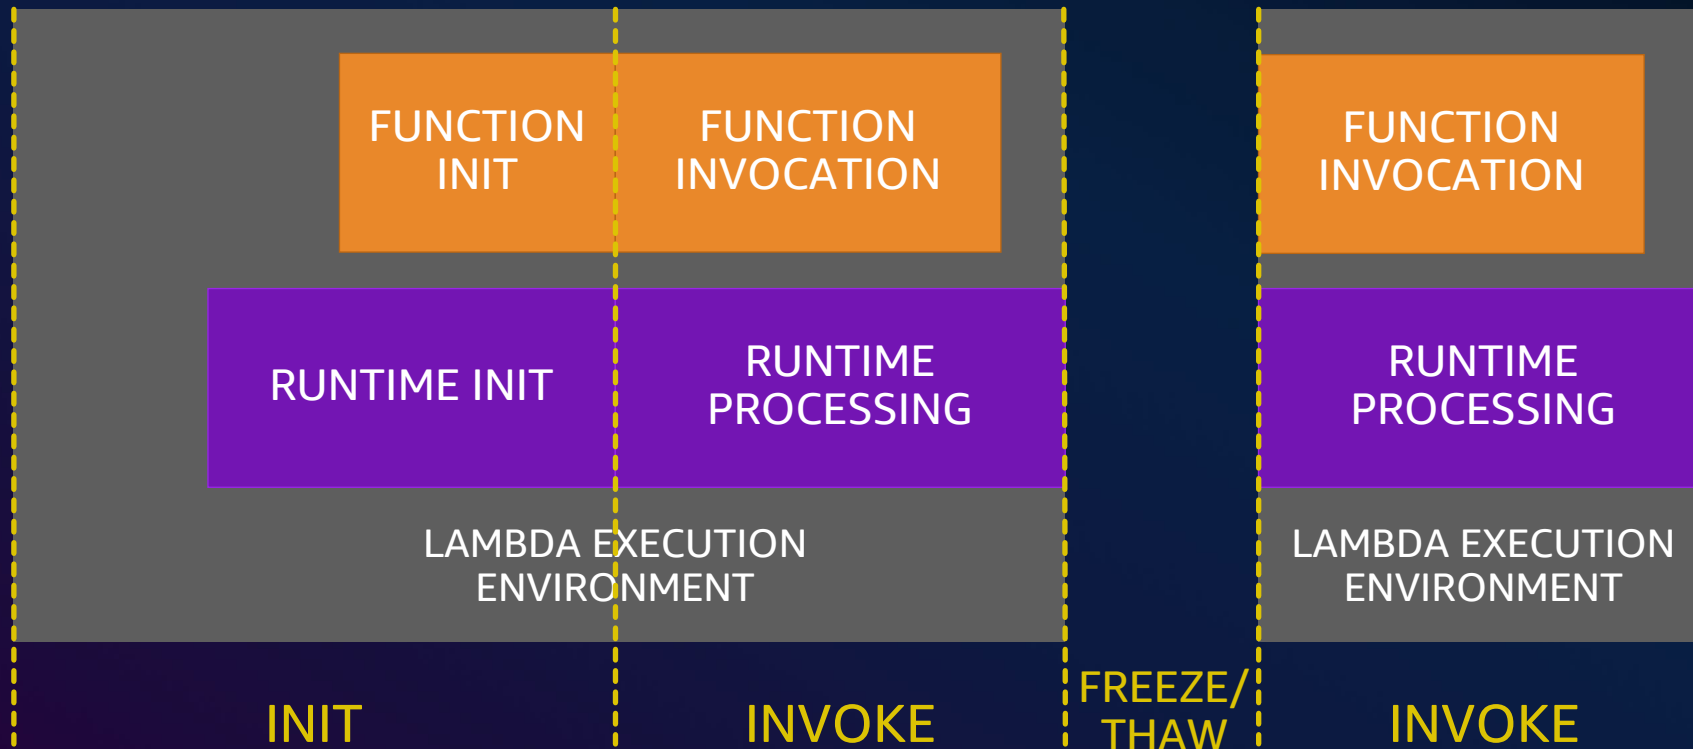 FUNCTION
INIT
FUNCTION
INVOCATION
FUNCTION
INVOCATION
RUNTIME INIT
RUNTIME
PROCESSING
RUNTIME
PROCESSING
LAMBDA EXECUTION
ENVIRONMENT
LAMBDA EXECUTION
ENVIRONMENT
INIT
INVOKE
FREEZE/
THAW
INVOKE